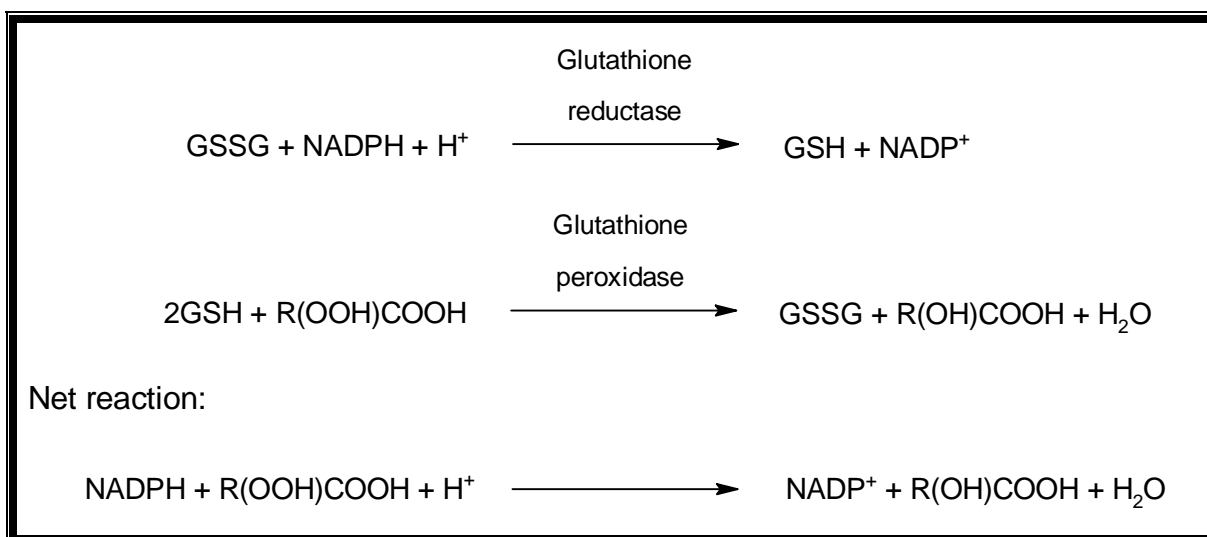 Glutathione
reductase
GSSG + NADPH + H⁺ GSH + NADP⁺
Glutathione
peroxidase
2GSH + R(OOH)COOH GSSG + R(OH)COOH + H₂O
Net reaction:
NADPH + R(OOH)COOH + H⁺ NADP⁺ + R(OH)COOH + H₂O